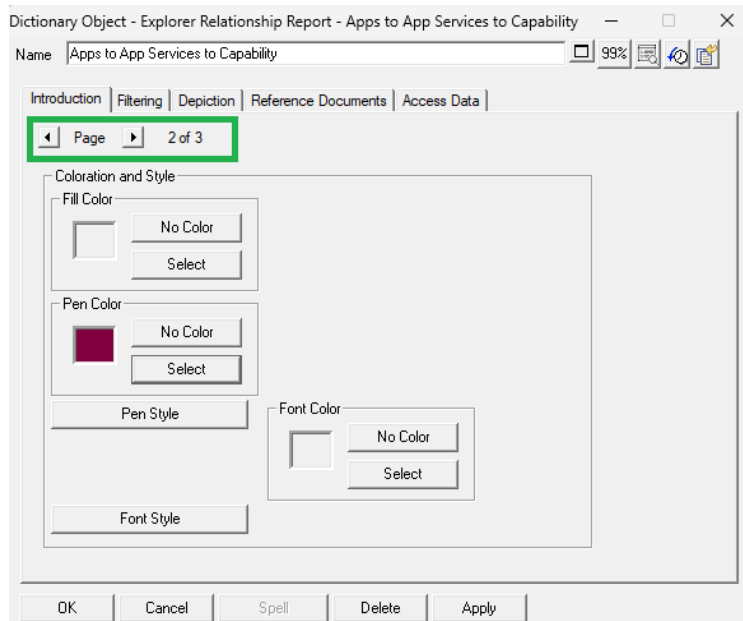 Dictionary Object - Explorer Relationship Report - Apps to App Services to Capability
Name Apps to App Services to Capability 99%
Introduction Filtering Depiction Reference Documents Access Data
Page 2 of 3
Coloration and Style
Fill Color
No Color
Select
Pen Color
No Color
Select
Pen Style
Font Color
No Color
Select
Font Style
OK Cancel Spell Delete Apply